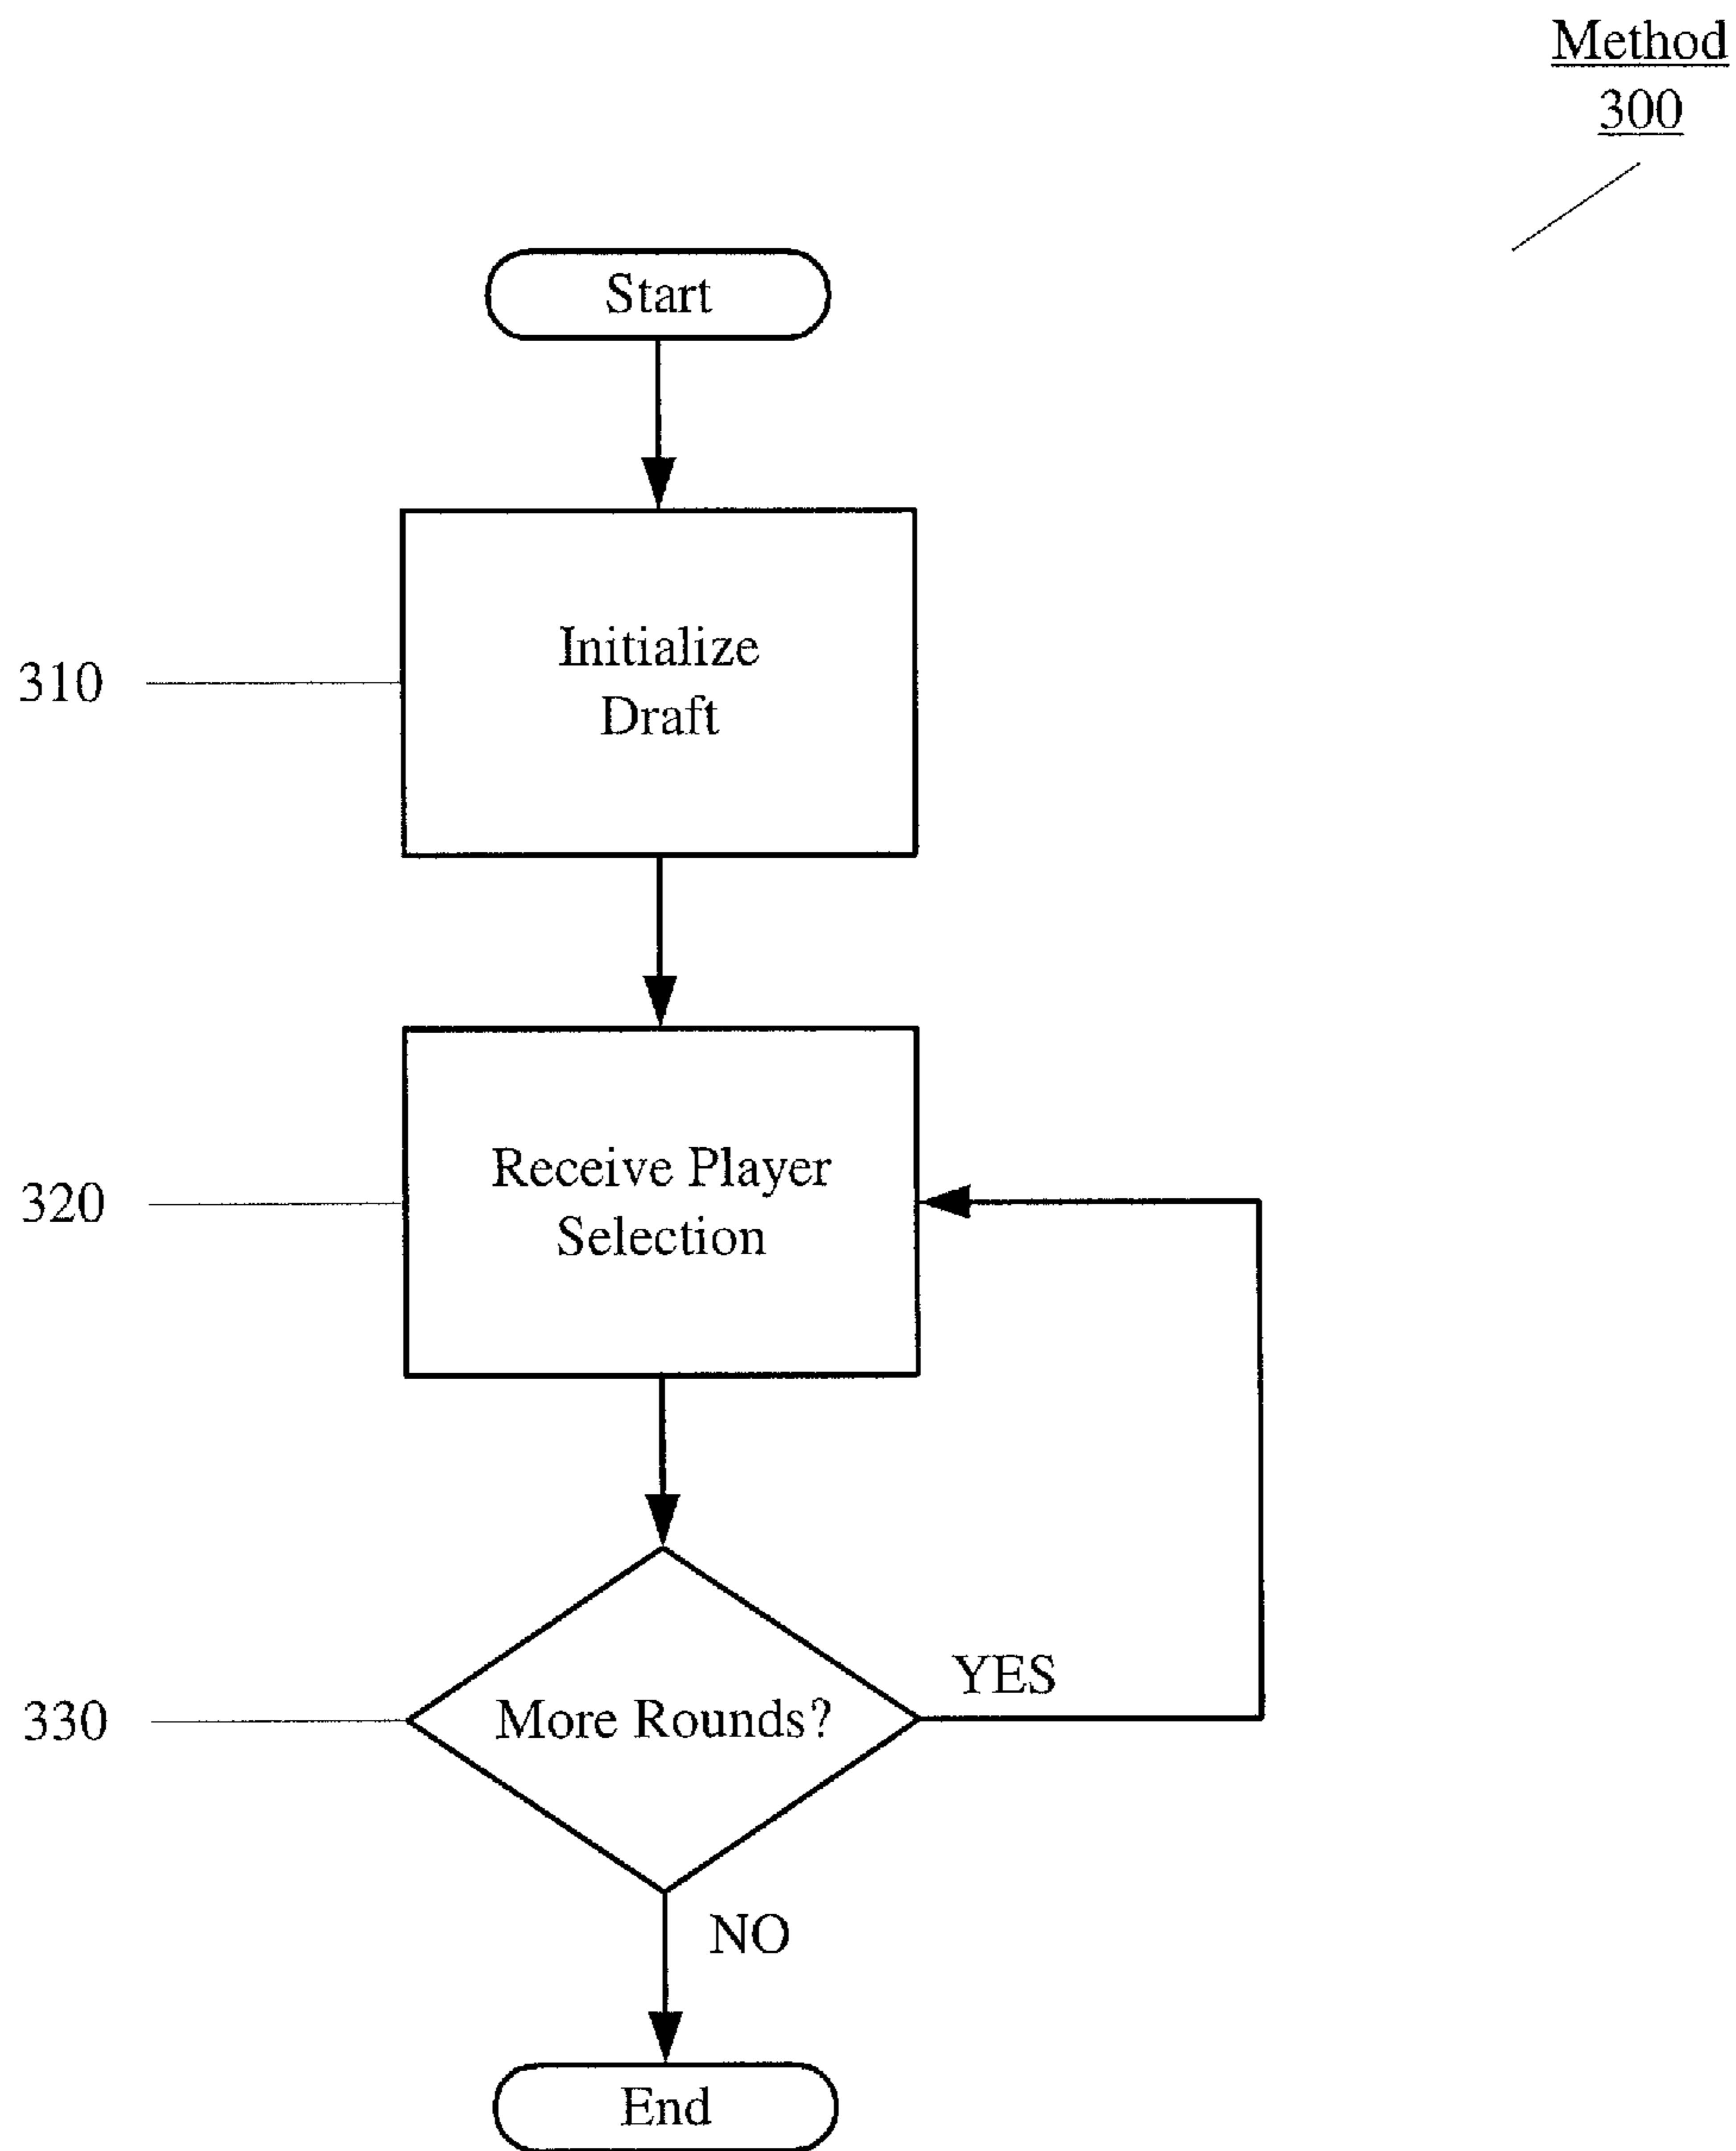 Method
300
Start
Initialize
Draft
310
Receive Player
Selection
320
More Rounds?
330
YES
NO
End